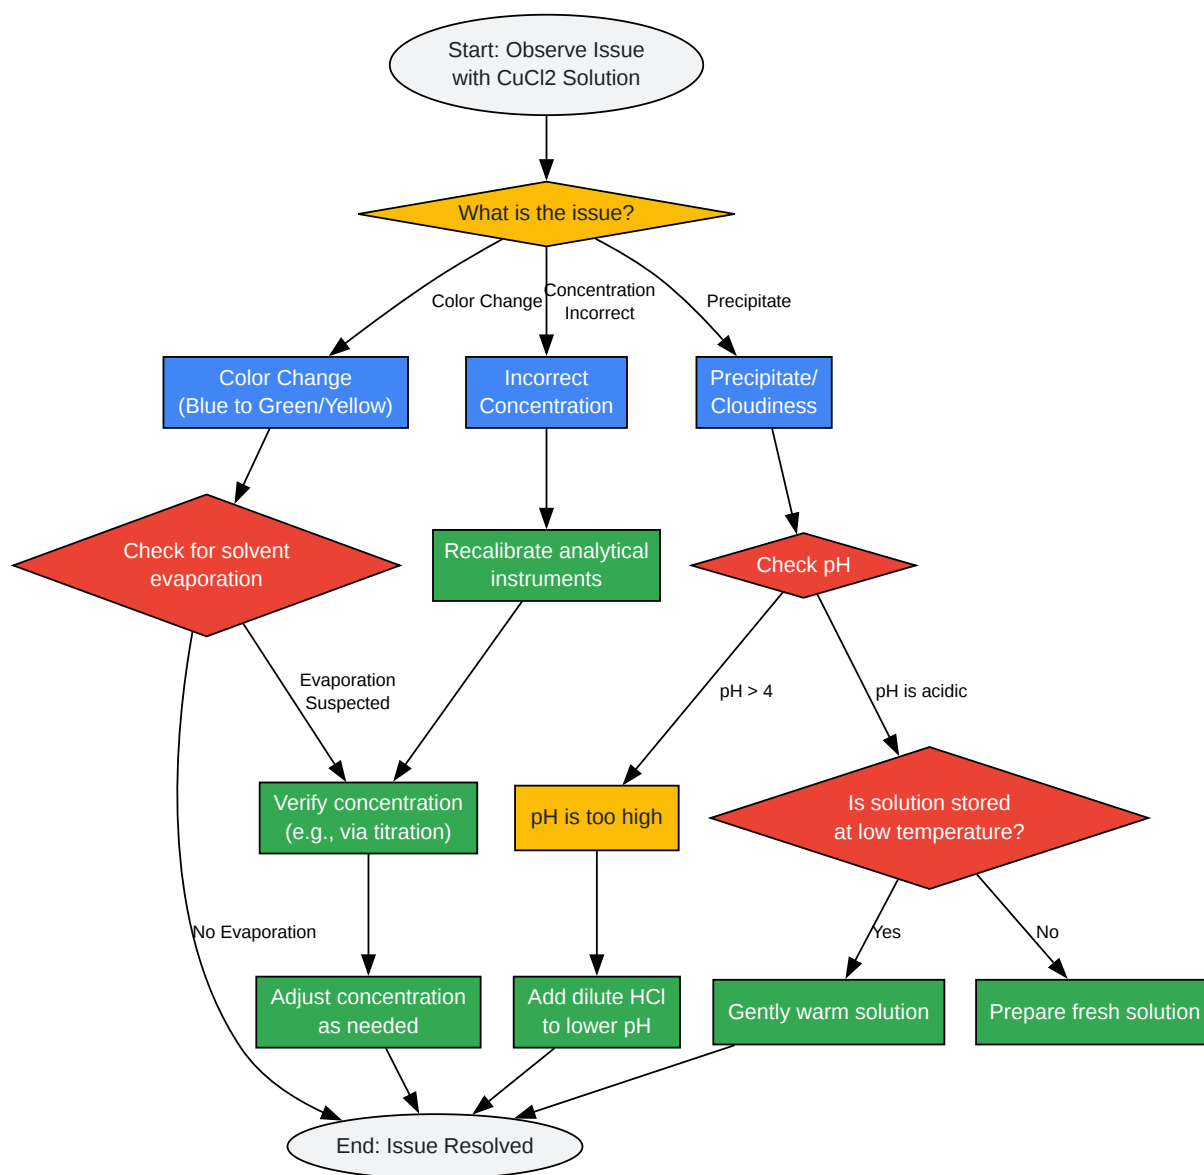 Start: Observe Issue
with CuCl2 Solution
What is the issue?
Color Change
Concentration
Incorrect
Precipitate
Color Change
(Blue to Green/Yellow)
Incorrect
Concentration
Precipitate/
Cloudiness
Check for solvent
evaporation
Recalibrate analytical
instruments
Check pH
Evaporation
Suspected
pH > 4
pH is acidic
Verify concentration
(e.g., via titration)
pH is too high
Is solution stored
at low temperature?
No Evaporation
Yes
No
Adjust concentration
as needed
Add dilute HCl
to lower pH
Gently warm solution
Prepare fresh solution
End: Issue Resolved